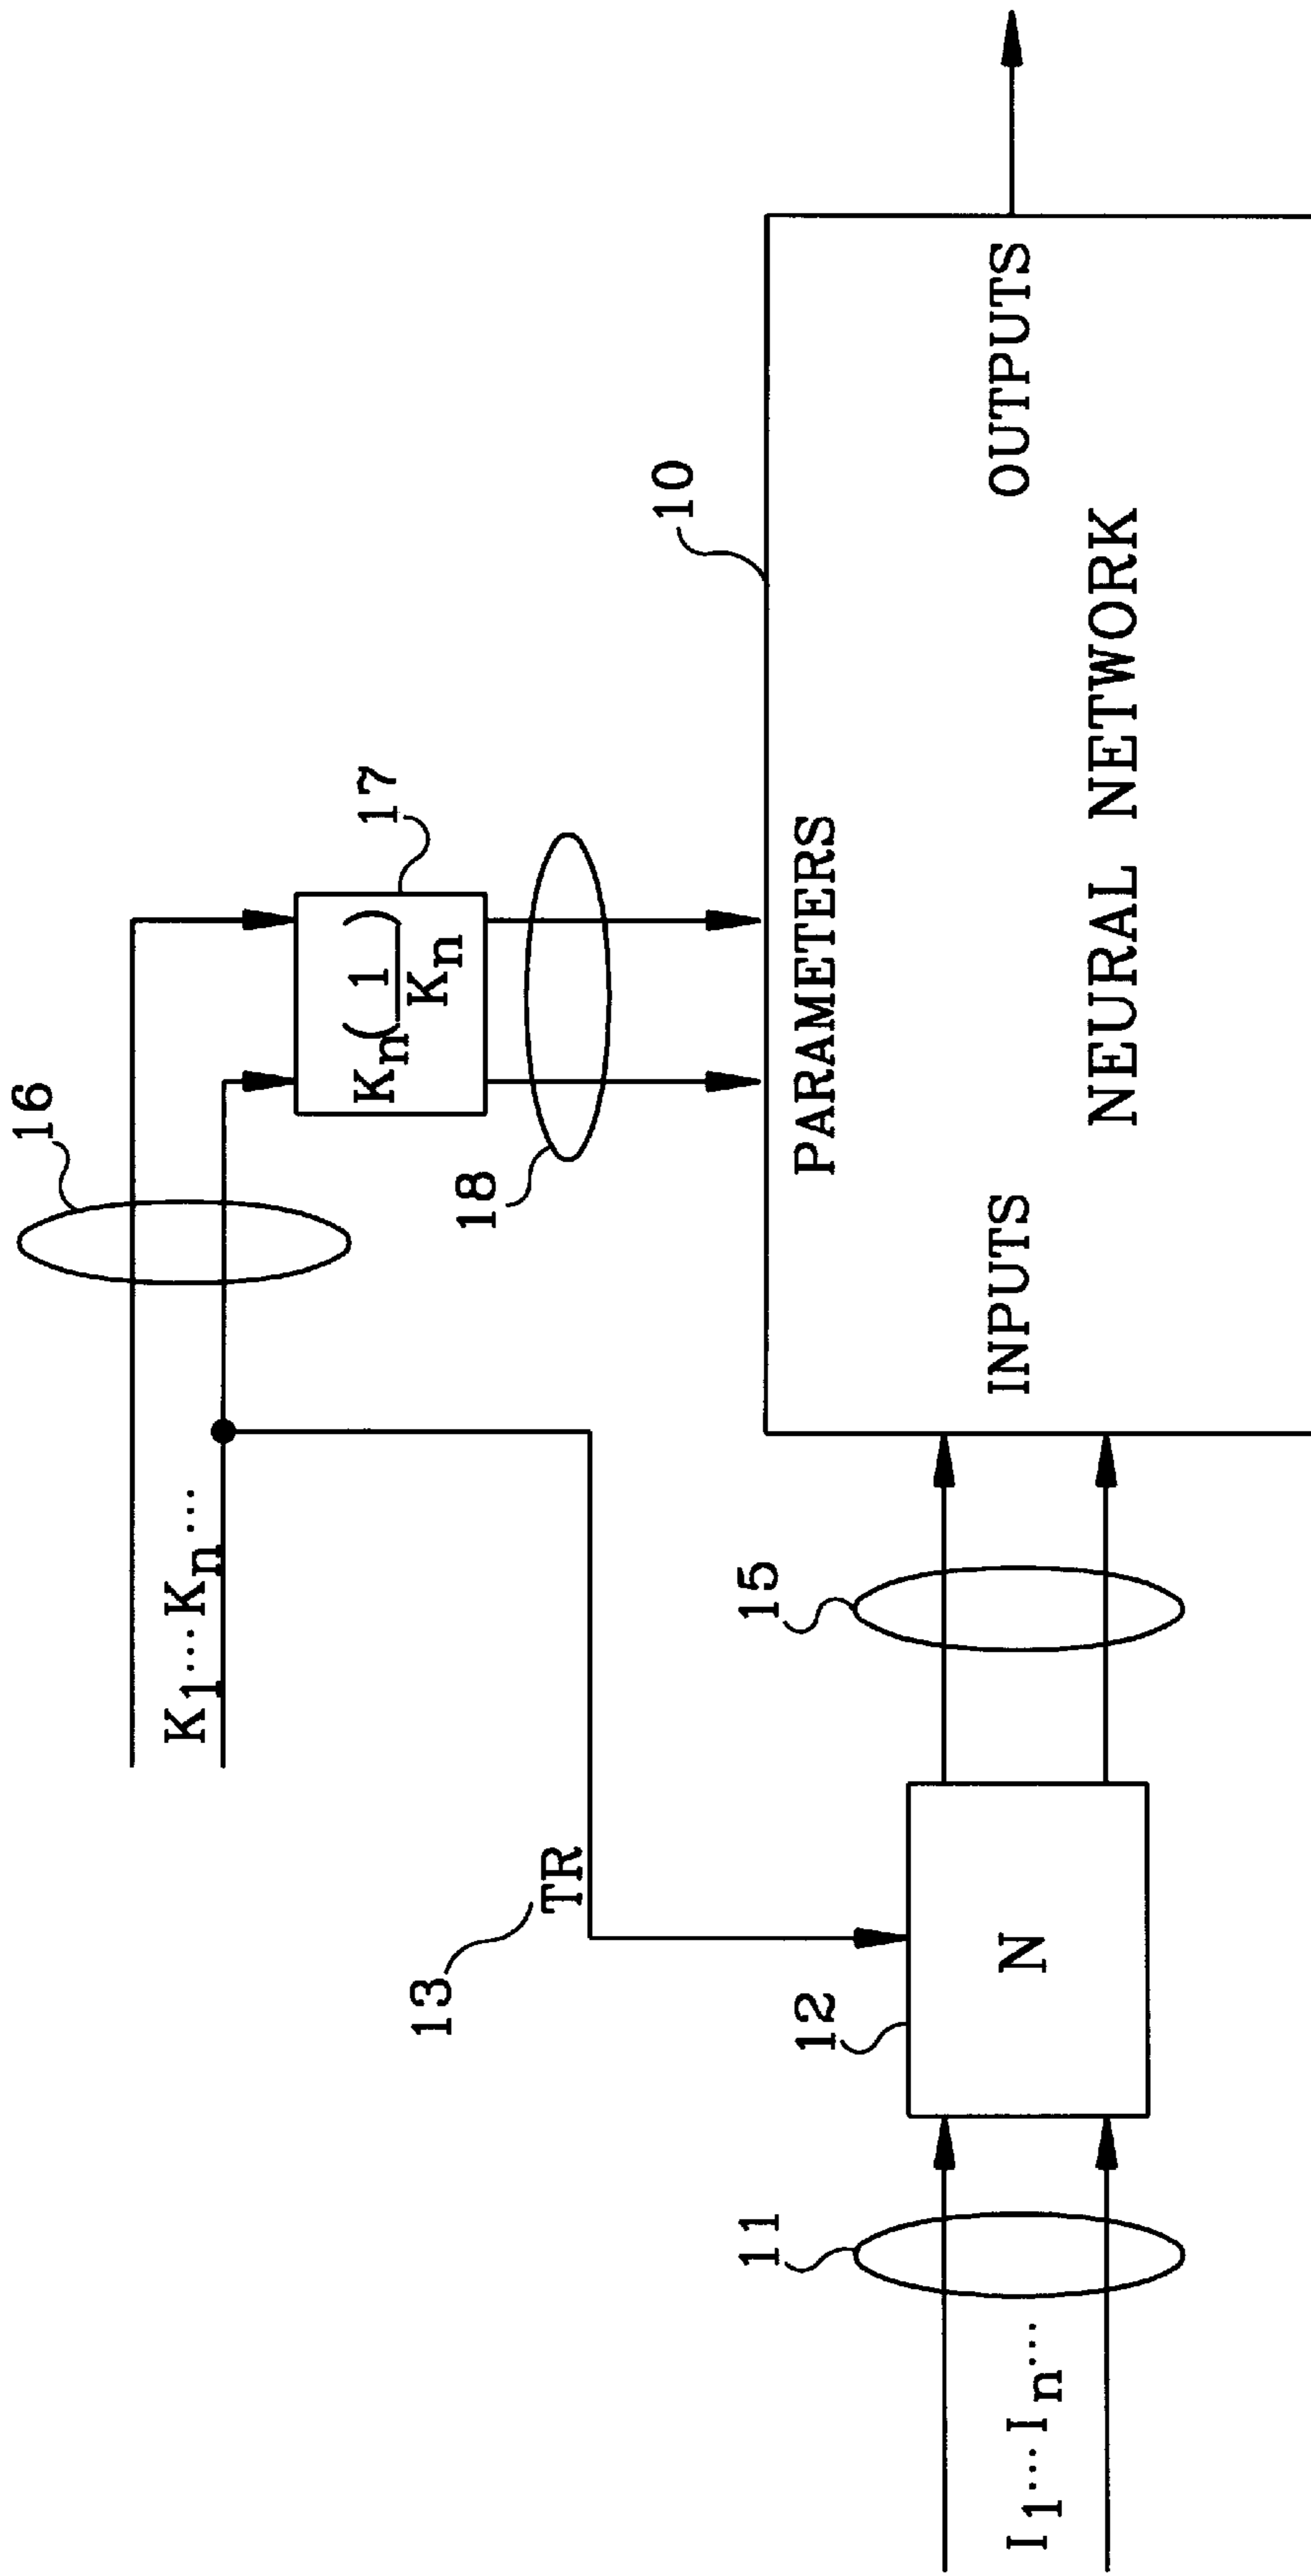 16
K1...Kn...
17
Kn(1/Kn)
18
13
TR
10
PARAMETERS
11
12
15
N
I1...In...
INPUTS
OUTPUTS
NEURAL NETWORK